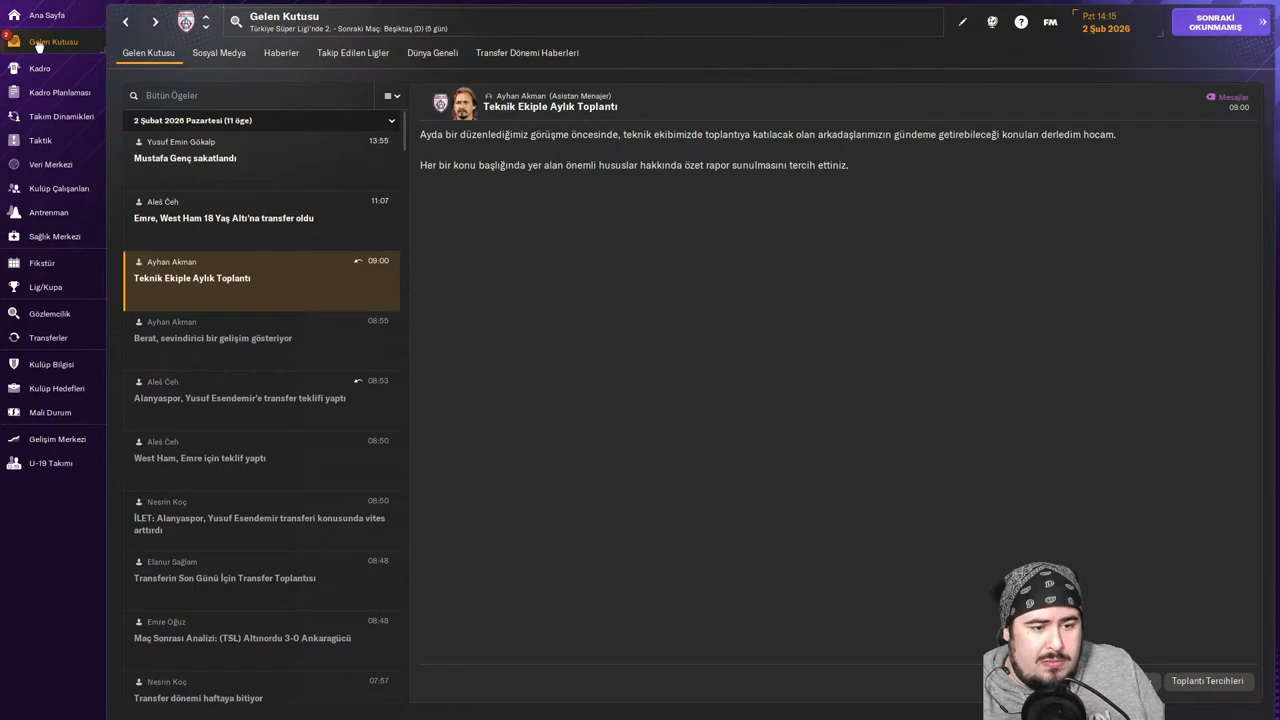 Ana Sayfa
2
Gelen Kutusu
Kadro
Kadro Planlaması
Takım Dinamikleri
Taktik
Veri Merkezi
Kulüp Çalışanları
Antrenman
Sağlık Merkezi
Fikstür
Lig/Kupa
Gözlemcilik
Transferler
Kulüp Bilgisi
Kulüp Hedefleri
Mali Durum
Gelişim Merkezi
U-19 Takımı
Gelen Kutusu
Türkiye Süper Ligi'nde 2. - Sonraki Maç: Beşiktaş (D) (5 gün)
FM
Pzt 14:15
2 Şub 2026
SONRAKİ
OKUNMAMIŞ
Gelen Kutusu Sosyal Medya Haberler Takip Edilen Ligler Dünya Geneli Transfer Dönemi Haberleri
Bütün Ögeler
2 Şubat 2026 Pazartesi (11 öge)
Yusuf Emin Gökalp 13:55
Mustafa Genç sakatlandı
Aleš Čeh 11:07
Emre, West Ham 18 Yaş Altı'na transfer oldu
Ayhan Akman 09:00
Teknik Ekiple Aylık Toplantı
Ayhan Akman 08:55
Berat, sevindirici bir gelişim gösteriyor
Aleš Čeh 08:53
Alanyaspor, Yusuf Esendemir'e transfer teklifi yaptı
Aleš Čeh 08:50
West Ham, Emre için teklif yaptı
Nesrin Koç 08:50
İLET: Alanyaspor, Yusuf Esendemir transferi konusunda vites
arttırdı
Elanur Sağlam 08:48
Transferin Son Günü İçin Transfer Toplantısı
Emre Oğuz 08:48
Maç Sonrası Analizi: (TSL) Altınordu 3-0 Ankaragücü
Nesrin Koç 07:57
Transfer dönemi haftaya bitiyor
Ayhan Akman (Asistan Menajer)
Teknik Ekiple Aylık Toplantı
Mesajlar
09:00
Ayda bir düzenlediğimiz görüşme öncesinde, teknik ekibimizde toplantıya katılacak olan arkadaşlarımızın gündeme getirebileceği konuları derledim hocam.
Her bir konu başlığında yer alan önemli hususlar hakkında özet rapor sunulmasını tercih ettiniz.
Toplantı Tercihleri